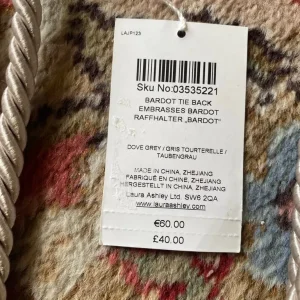 LAJP123
Sku No:03535221
BARDOT TIE BACK
EMBRASSES BARDOT
RAFFHALTER „BARDOT"
DOVE GREY / GRIS TOURTERELLE /
TAUBENGRAU
MADE IN CHINA, ZHEJIANG
FABRIQUÉ EN CHINE, ZHEJIANG
HERGESTELLT IN CHINA, ZHEJIANG
Laura Ashley Ltd. SW6 2QA
www.lauraashley.com
€60.00
£40.00